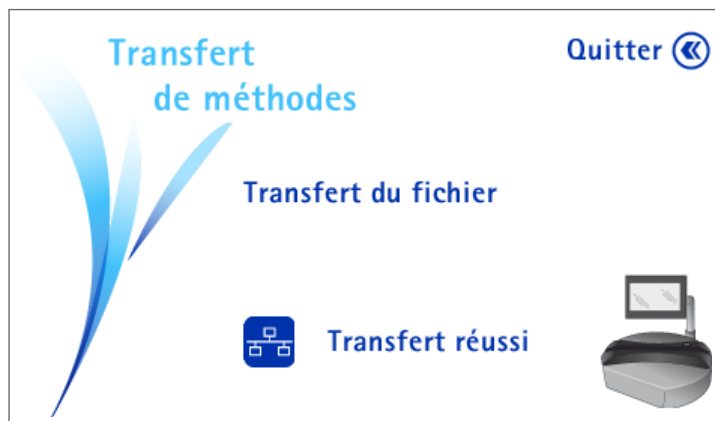 Transfert
de méthodes
Quitter
Transfert du fichier
Transfert réussi